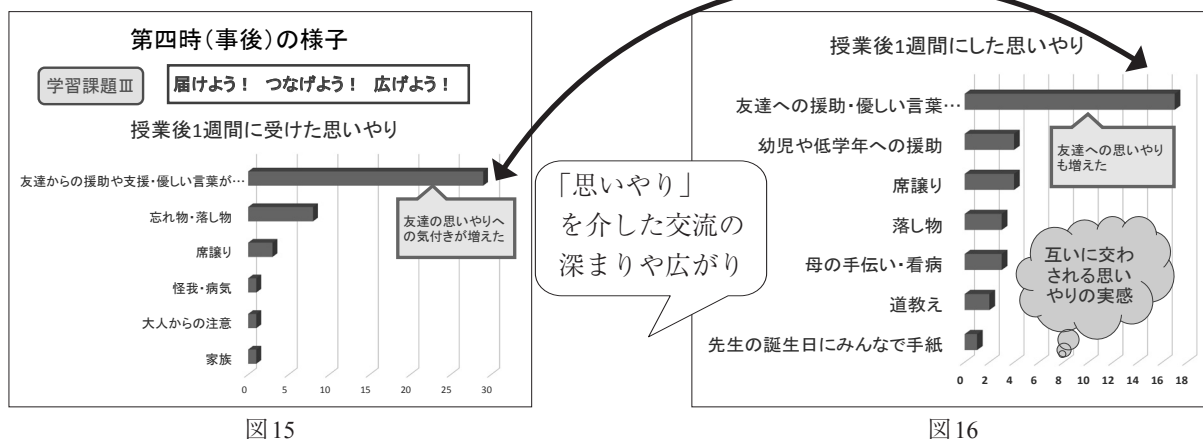 第四時(事後)の様子
学習課題Ⅲ
届けよう! つなげよう! 広げよう!
授業後1週間に受けた思いやり
友達からの援助や支援・優しい言葉が…
忘れ物・落し物
席譲り
怪我・病気
大人からの注意
家族
0 5 10 15 20 25 30
友達の思いやりへ
の気付きが増えた
図15
「思いやり」
を介した交流の
深まりや広がり
授業後1週間にした思いやり
友達への援助・優しい言葉…
幼児や低学年への援助
席譲り
落し物
母の手伝い・看病
道教え
先生の誕生日にみんなで手紙
0 2 4 6 8 10 12 14 16 18
友達への思いやり
も増えた
互いに交わ
される思い
やりの実感
図16